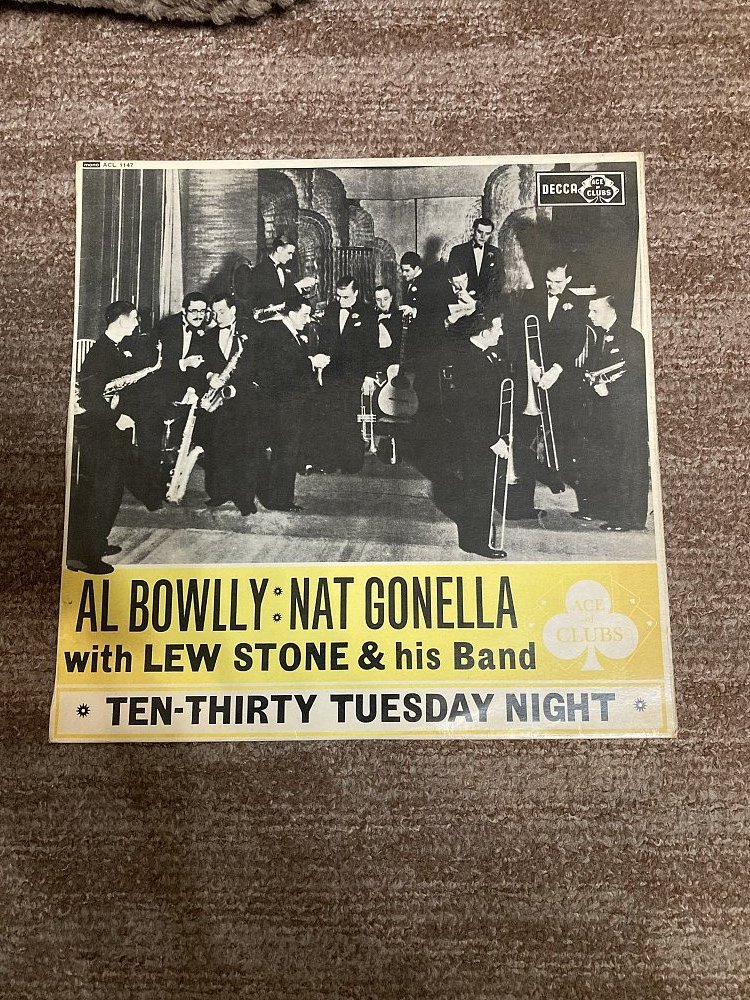 mono ACL 1147
DECCA ACE of CLUBS
AL BOWLLY : NAT GONELLA
with LEW STONE & his Band
ACE
of
CLUBS
TEN-THIRTY TUESDAY NIGHT